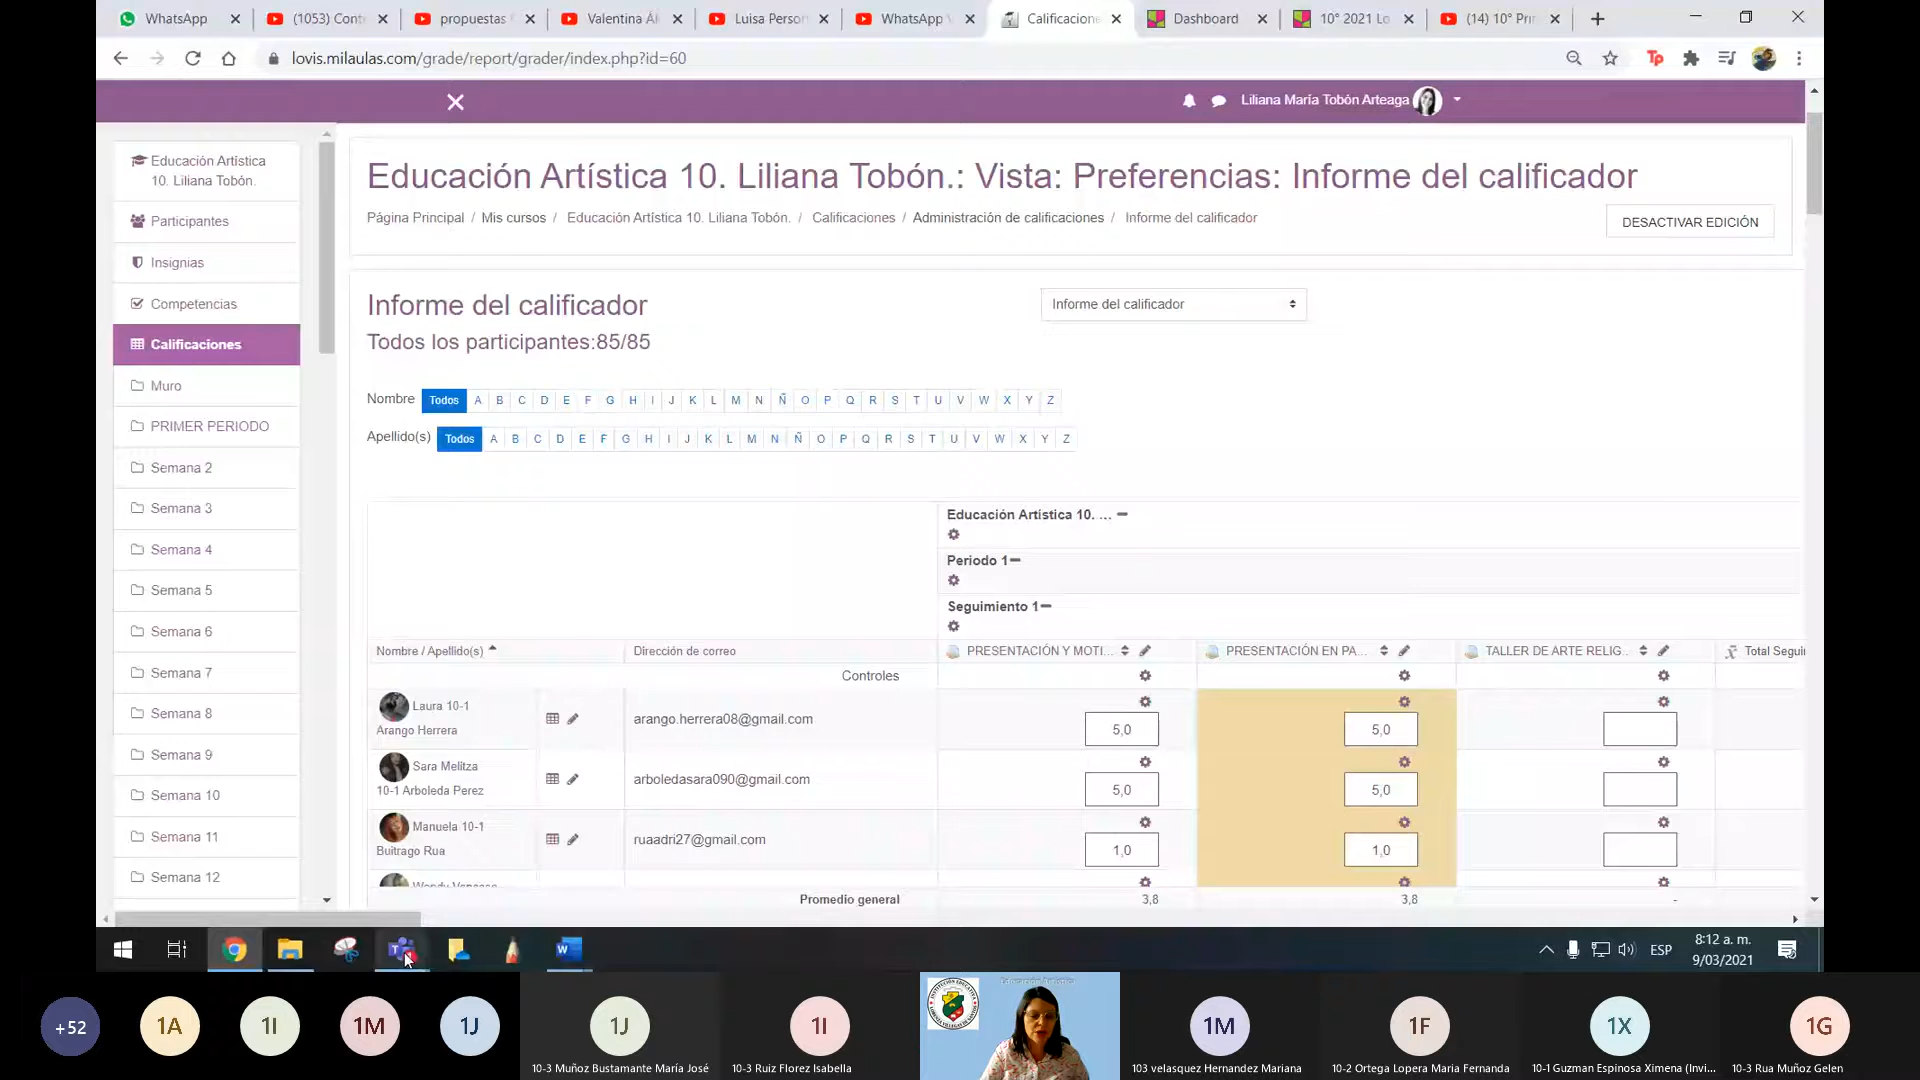 WhatsApp
(1053) Cont
propuestas
Valentina Ál
Luisa Person
WhatsApp V
Calificacione
Dashboard
10° 2021 Lo
(14) 10° Prin
lovis.milaulas.com/grade/report/grader/index.php?id=60
Liliana María Tobón Arteaga
Educación Artística
10. Liliana Tobón.
Participantes
Insignias
Competencias
Calificaciones
Muro
PRIMER PERIODO
Semana 2
Semana 3
Semana 4
Semana 5
Semana 6
Semana 7
Semana 8
Semana 9
Semana 10
Semana 11
Semana 12
Educación Artística 10. Liliana Tobón.: Vista: Preferencias: Informe del calificador
Página Principal / Mis cursos / Educación Artística 10. Liliana Tobón. / Calificaciones / Administración de calificaciones / Informe del calificador
DESACTIVAR EDICIÓN
Informe del calificador
Informe del calificador
Todos los participantes:85/85
Nombre Todos A B C D E F G H I J K L M N Ñ O P Q R S T U V W X Y Z
Apellido(s) Todos A B C D E F G H I J K L M N Ñ O P Q R S T U V W X Y Z
Educación Artística 10. ...
Periodo 1
Seguimiento 1
Nombre / Apellido(s) Dirección de correo PRESENTACIÓN Y MOTI... PRESENTACIÓN EN PA... TALLER DE ARTE RELIG... Total Segui
Controles
Laura 10-1
Arango Herrera
arango.herrera08@gmail.com 5,0 5,0
Sara Melitza
10-1 Arboleda Perez
arboledasara090@gmail.com 5,0 5,0
Manuela 10-1
Buitrago Rua
ruaadri27@gmail.com 1,0 1,0
Promedio general 3,8 3,8 -
ESP
8:12 a. m.
9/03/2021
+52
1A
1I
1M
1J
1J
10-3 Muñoz Bustamante María José
1I
10-3 Ruiz Florez Isabella
1M
103 velasquez Hernandez Mariana
1F
10-2 Ortega Lopera Maria Fernanda
1X
10-1 Guzman Espinosa Ximena (Invi...
1G
10-3 Rua Muñoz Gelen